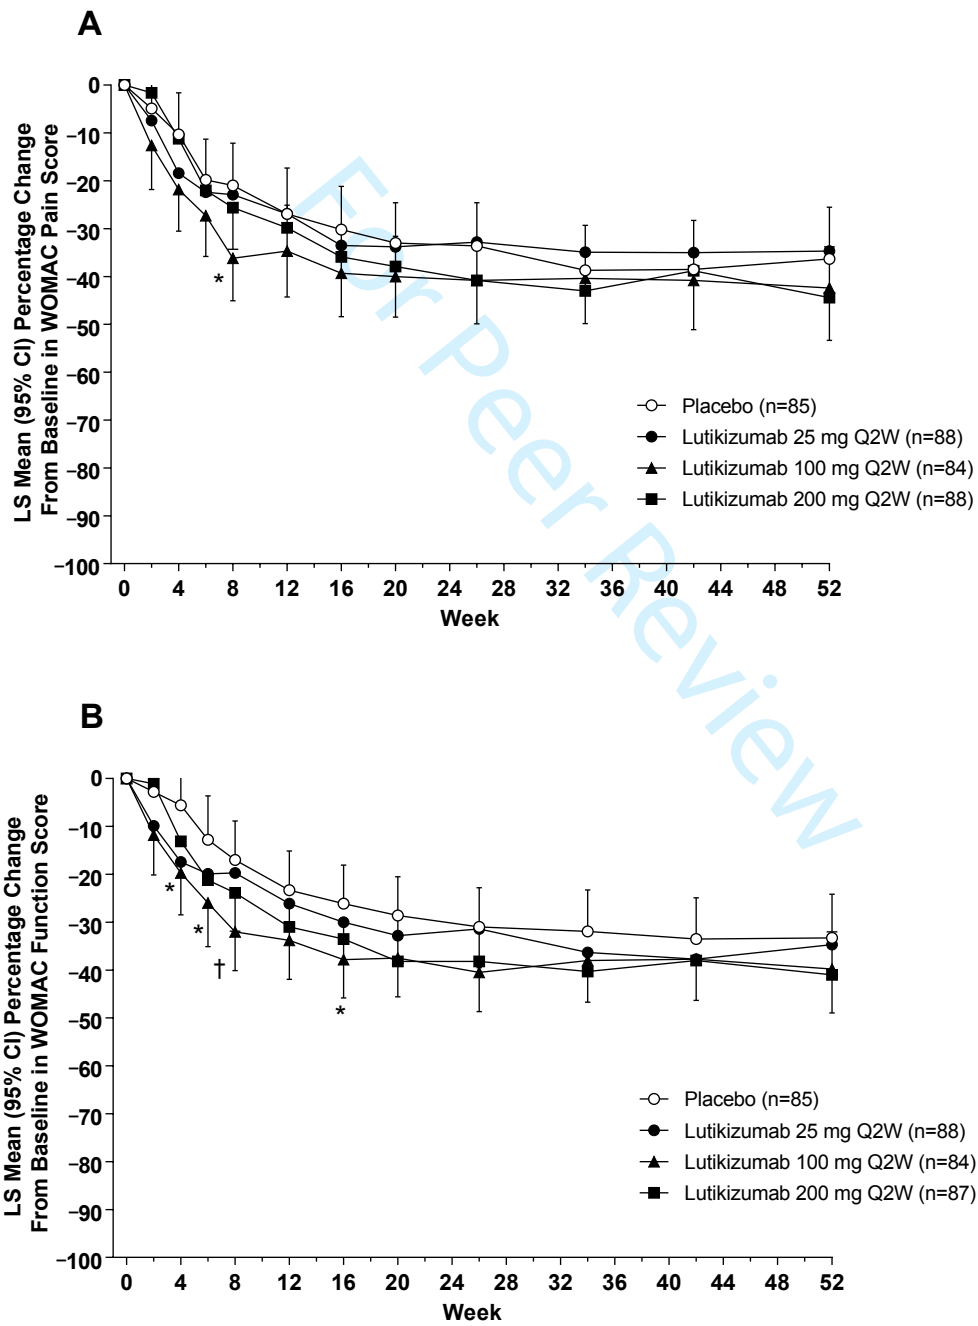 A
LS Mean (95% CI) Percentage Change
From Baseline in WOMAC Pain Score
0
−10
−20
−30
−40
−50
−60
−70
−80
−90
−100
*
Placebo (n=85)
Lutikizumab 25 mg Q2W (n=88)
Lutikizumab 100 mg Q2W (n=84)
Lutikizumab 200 mg Q2W (n=88)
0 4 8 12 16 20 24 28 32 36 40 44 48 52
Week
For Peer Review
B
LS Mean (95% CI) Percentage Change
From Baseline in WOMAC Function Score
0
−10
−20
−30
−40
−50
−60
−70
−80
−90
−100
*
*
†
*
Placebo (n=85)
Lutikizumab 25 mg Q2W (n=88)
Lutikizumab 100 mg Q2W (n=84)
Lutikizumab 200 mg Q2W (n=87)
0 4 8 12 16 20 24 28 32 36 40 44 48 52
Week